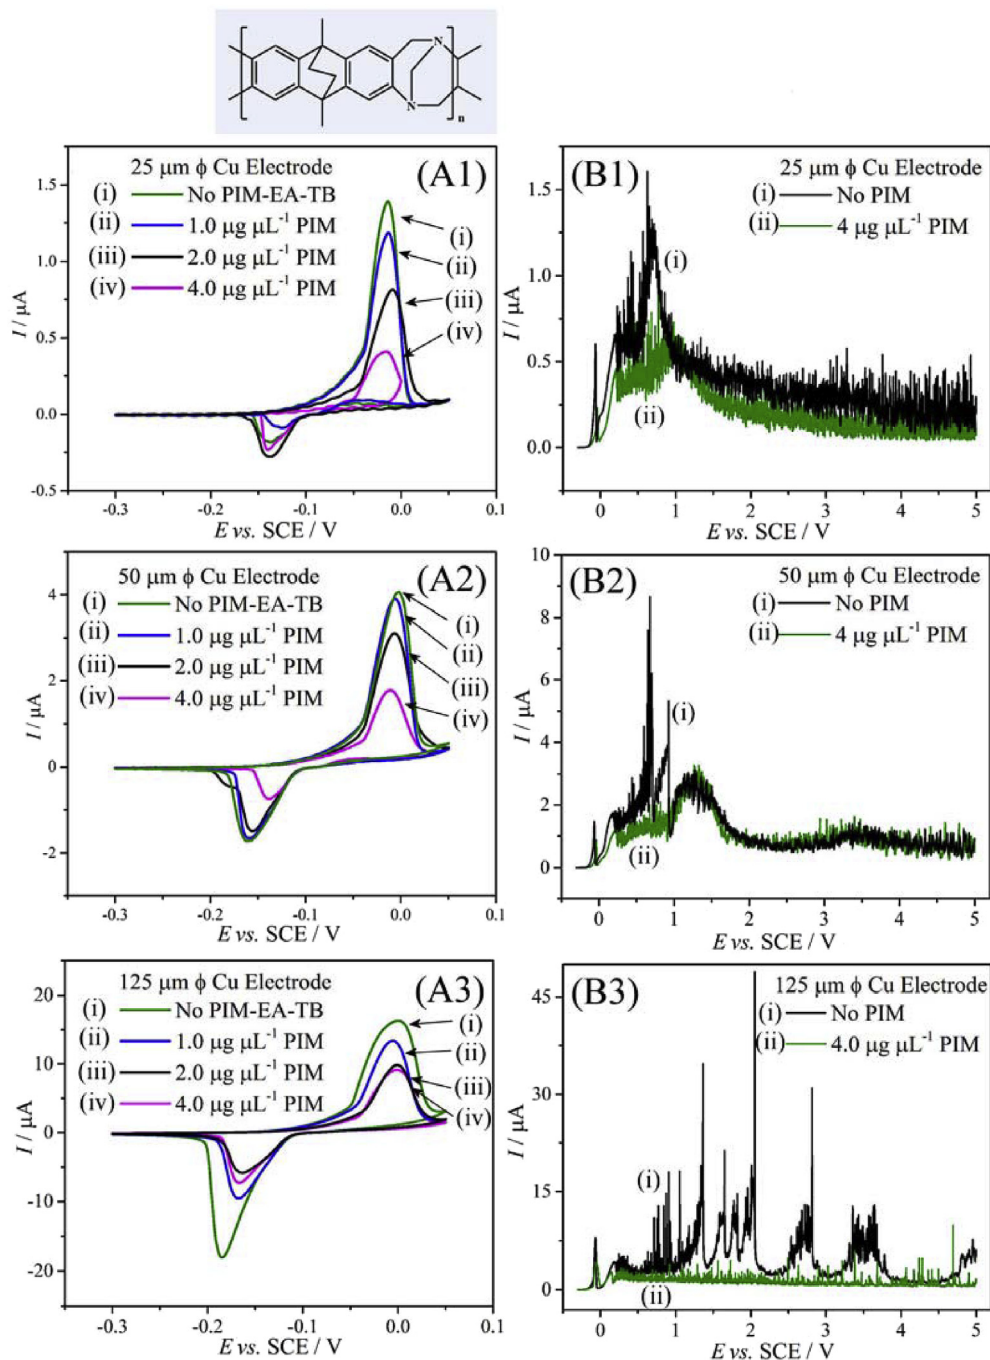 N
N
n
25 μm ϕ Cu Electrode
(A1)
(i) No PIM-EA-TB
(ii) 1.0 μg μL⁻¹ PIM
(iii) 2.0 μg μL⁻¹ PIM
(iv) 4.0 μg μL⁻¹ PIM
(i)
(ii)
(iii)
(iv)
1.5
1.0
0.5
0.0
-0.5
I / μA
-0.3 -0.2 -0.1 0.0 0.1
E vs. SCE / V
(B1)
25 μm ϕ Cu Electrode
(i) No PIM
(ii) 4 μg μL⁻¹ PIM
(i)
(ii)
1.5
1.0
0.5
0.0
I / μA
0 1 2 3 4 5
E vs. SCE / V
50 μm ϕ Cu Electrode
(A2)
(i) No PIM-EA-TB
(ii) 1.0 μg μL⁻¹ PIM
(iii) 2.0 μg μL⁻¹ PIM
(iv) 4.0 μg μL⁻¹ PIM
(i)
(ii)
(iii)
(iv)
4
2
0
-2
I / μA
-0.3 -0.2 -0.1 0.0 0.1
E vs. SCE / V
(B2)
50 μm ϕ Cu Electrode
(i) No PIM
(ii) 4 μg μL⁻¹ PIM
(i)
(ii)
10
8
6
4
2
0
I / μA
0 1 2 3 4 5
E vs. SCE / V
125 μm ϕ Cu Electrode
(A3)
(i) No PIM-EA-TB
(ii) 1.0 μg μL⁻¹ PIM
(iii) 2.0 μg μL⁻¹ PIM
(iv) 4.0 μg μL⁻¹ PIM
(i)
(ii)
(iii)
(iv)
20
10
0
-10
-20
I / μA
-0.3 -0.2 -0.1 0.0 0.1
E vs. SCE / V
(B3)
125 μm ϕ Cu Electrode
(i) No PIM
(ii) 4.0 μg μL⁻¹ PIM
(i)
(ii)
45
30
15
0
I / μA
0 1 2 3 4 5
E vs. SCE / V